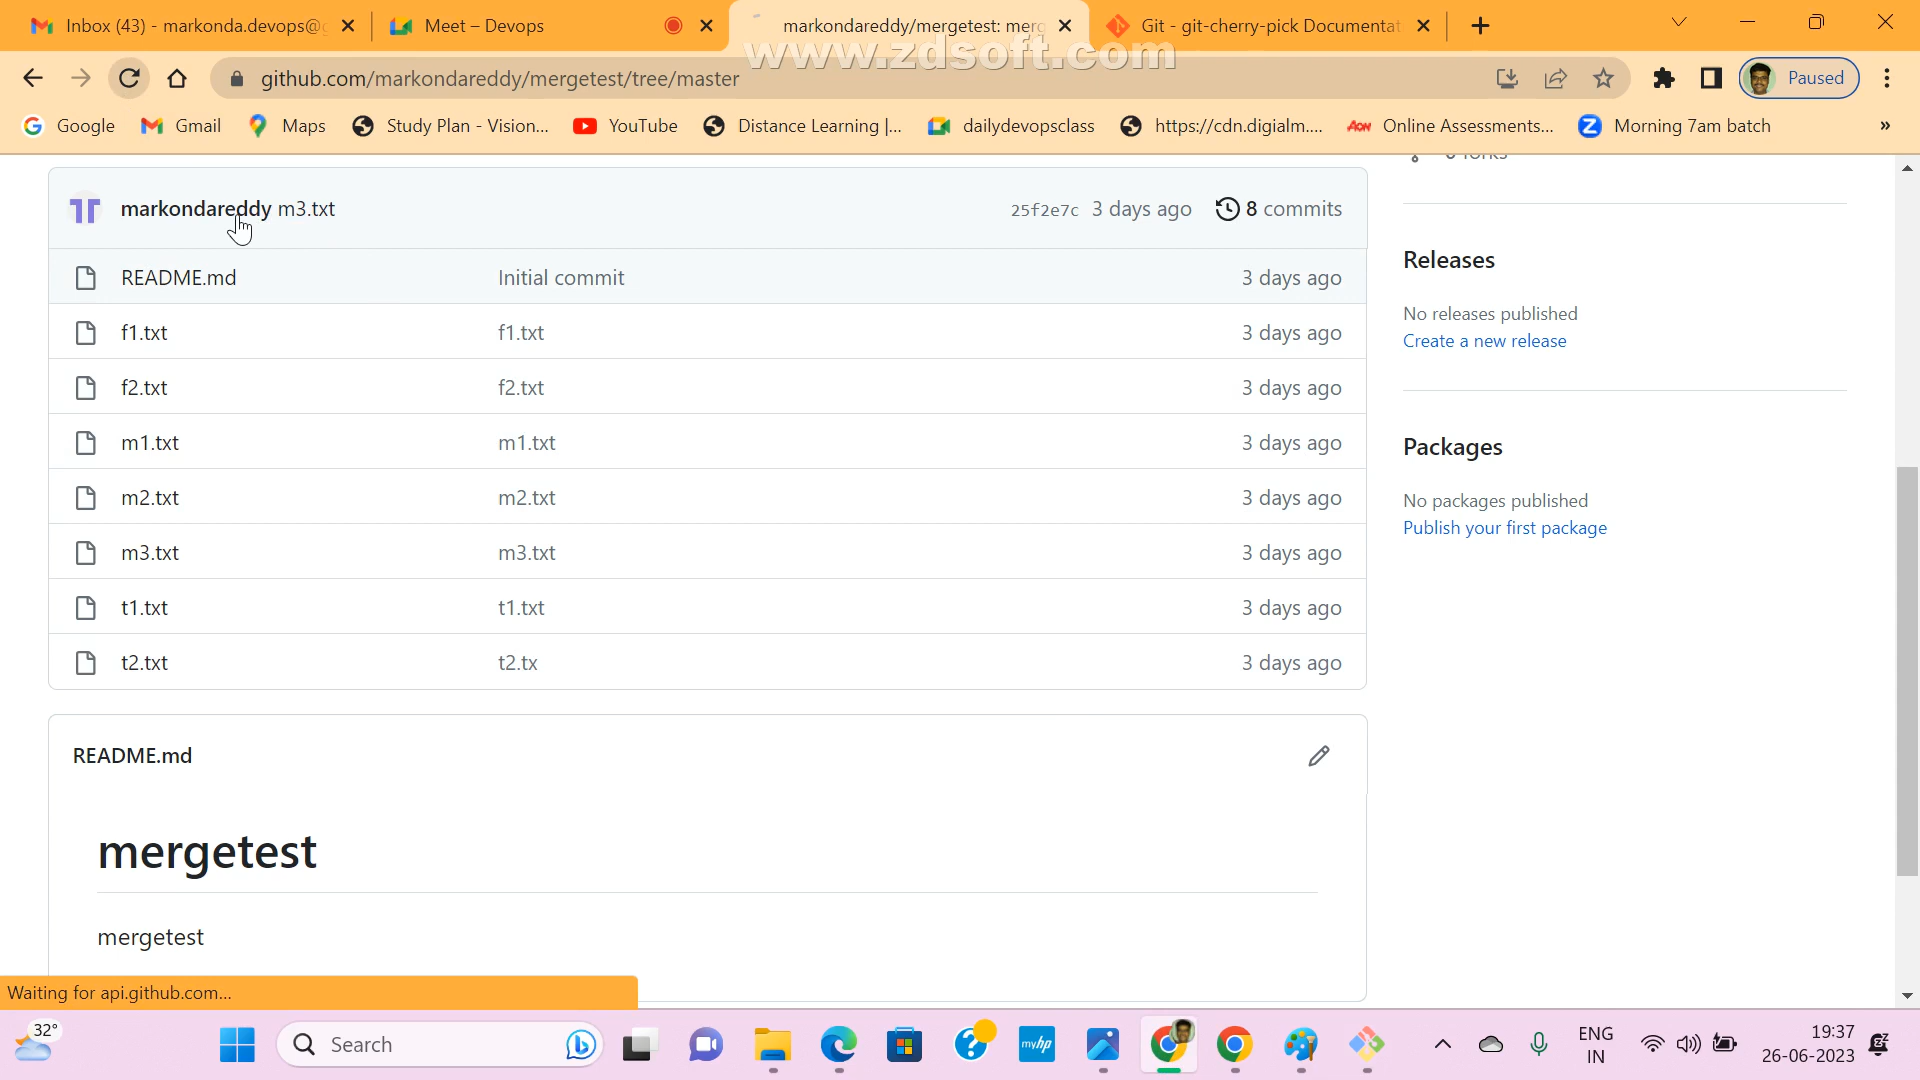 Inbox (43) - markonda.devops@g
Meet – Devops
markondareddy/mergetest: merg
Git - git-cherry-pick Documentat
www.zdsoft.com
github.com/markondareddy/mergetest/tree/master
Paused
Google
Gmail
Maps
Study Plan - Vision...
YouTube
Distance Learning |...
dailydevopsclass
https://cdn.digialm....
AON
Online Assessments...
Z
Morning 7am batch
»
markondareddy m3.txt
25f2e7c 3 days ago
8 commits
README.md
Initial commit
3 days ago
f1.txt
f1.txt
3 days ago
f2.txt
f2.txt
3 days ago
m1.txt
m1.txt
3 days ago
m2.txt
m2.txt
3 days ago
m3.txt
m3.txt
3 days ago
t1.txt
t1.txt
3 days ago
t2.txt
t2.tx
3 days ago
Releases
No releases published
Create a new release
Packages
No packages published
Publish your first package
README.md
mergetest
mergetest
Waiting for api.github.com...
32°
Search
myhp
ENG
IN
19:37
26-06-2023